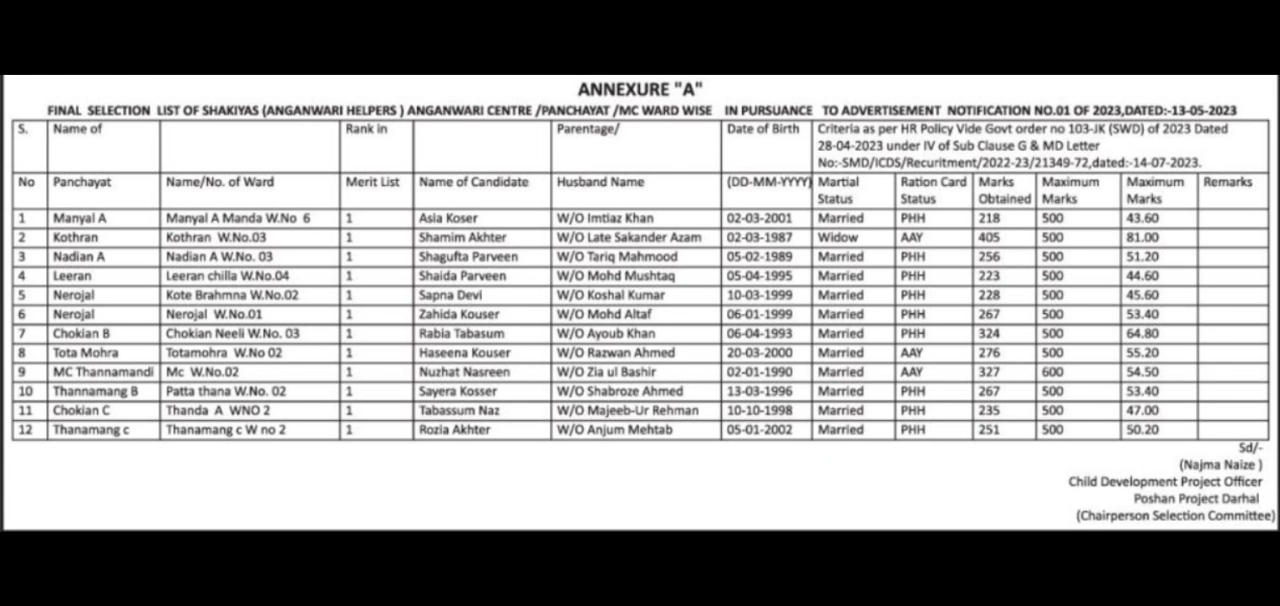 ANNEXURE "A"
FINAL SELECTION LIST OF SHAKIYAS (ANGANWARI HELPERS ) ANGANWARI CENTRE /PANCHAYAT /MC WARD WISE IN PURSUANCE TO ADVERTISEMENT NOTIFICATION NO.01 OF 2023,DATED:-13-05-2023
S. Name of Rank in Parentage/ Date of Birth Criteria as per HR Policy Vide Govt order no 103-JK (SWD) of 2023 Dated
28-04-2023 under IV of Sub Clause G & MD Letter
No:-SMD/ICDS/Recuritment/2022-23/21349-72,dated:-14-07-2023.
No Panchayat Name/No. of Ward Merit List Name of Candidate Husband Name (DD-MM-YYYY) Martial Ration Card Marks Maximum Maximum Remarks
Status Status Obtained Marks Marks
1 Manyal A Manyal A Manda W.No 6 1 Asia Koser W/O Imtiaz Khan 02-03-2001 Married PHH 218 500 43.60
2 Kothran Kothran W.No.03 1 Shamim Akhter W/O Late Sakander Azam 02-03-1987 Widow AAY 405 500 81.00
3 Nadian A Nadian A W.No. 03 1 Shagufta Parveen W/O Tariq Mahmood 05-02-1989 Married PHH 256 500 51.20
4 Leeran Leeran chilla W.No.04 1 Shaida Parveen W/O Mohd Mushtaq 05-04-1995 Married PHH 223 500 44.60
5 Nerojal Kote Brahmna W.No.02 1 Sapna Devi W/O Koshal Kumar 10-03-1999 Married PHH 228 500 45.60
6 Nerojal Nerojal W.No.01 1 Zahida Kouser W/O Mohd Altaf 06-01-1999 Married PHH 267 500 53.40
7 Chokian B Chokian Neeli W.No. 03 1 Rabia Tabasum W/O Ayoub Khan 06-04-1993 Married PHH 324 500 64.80
8 Tota Mohra Totamohra W.No 02 1 Haseena Kouser W/O Razwan Ahmed 20-03-2000 Married AAY 276 500 55.20
9 MC Thannamandi Mc W.No.02 1 Nuzhat Nasreen W/O Zia ul Bashir 02-01-1990 Married AAY 327 600 54.50
10 Thannamang B Patta thana W.No. 02 1 Sayera Kosser W/O Shabroze Ahmed 13-03-1996 Married PHH 267 500 53.40
11 Chokian C Thanda A WNO 2 1 Tabassum Naz W/O Majeeb-Ur Rehman 10-10-1998 Married PHH 235 500 47.00
12 Thanamang c Thanamang c W no 2 1 Rozia Akhter W/O Anjum Mehtab 05-01-2002 Married PHH 251 500 50.20
Sd/-
(Najma Naize )
Child Development Project Officer
Poshan Project Darhal
(Chairperson Selection Committee)